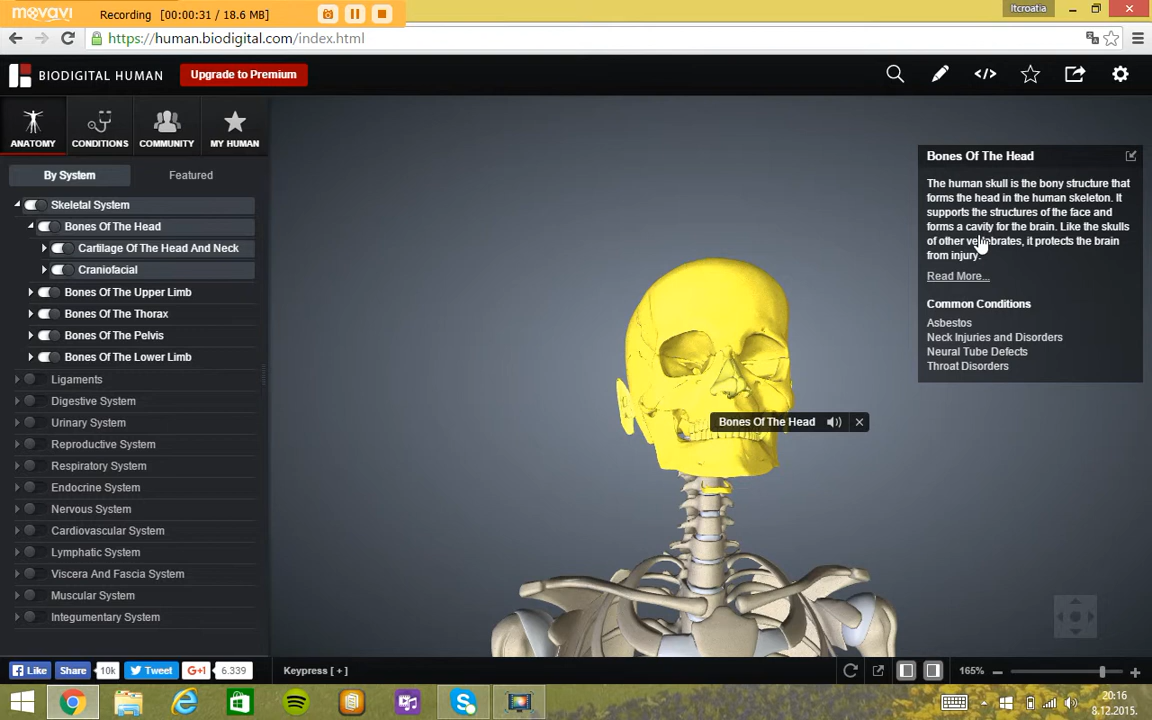 movavi
Recording [00:00:31 / 18.6 MB]
Itcroatia
https://human.biodigital.com/index.html
BIODIGITAL HUMAN
Upgrade to Premium
</>
ANATOMY
CONDITIONS
COMMUNITY
MY HUMAN
By System
Featured
Skeletal System
Bones Of The Head
Cartilage Of The Head And Neck
Craniofacial
Bones Of The Upper Limb
Bones Of The Thorax
Bones Of The Pelvis
Bones Of The Lower Limb
Ligaments
Digestive System
Urinary System
Reproductive System
Respiratory System
Endocrine System
Nervous System
Cardiovascular System
Lymphatic System
Viscera And Fascia System
Muscular System
Integumentary System
Bones Of The Head
Bones Of The Head
The human skull is the bony structure that
forms the head in the human skeleton. It
supports the structures of the face and
forms a cavity for the brain. Like the skulls
of other vertebrates, it protects the brain
from injury.
Read More...
Common Conditions
Asbestos
Neck Injuries and Disorders
Neural Tube Defects
Throat Disorders
Like
Share
10k
Tweet
G+1
6.339
Keypress [ + ]
165%
20:16
8.12.2015.